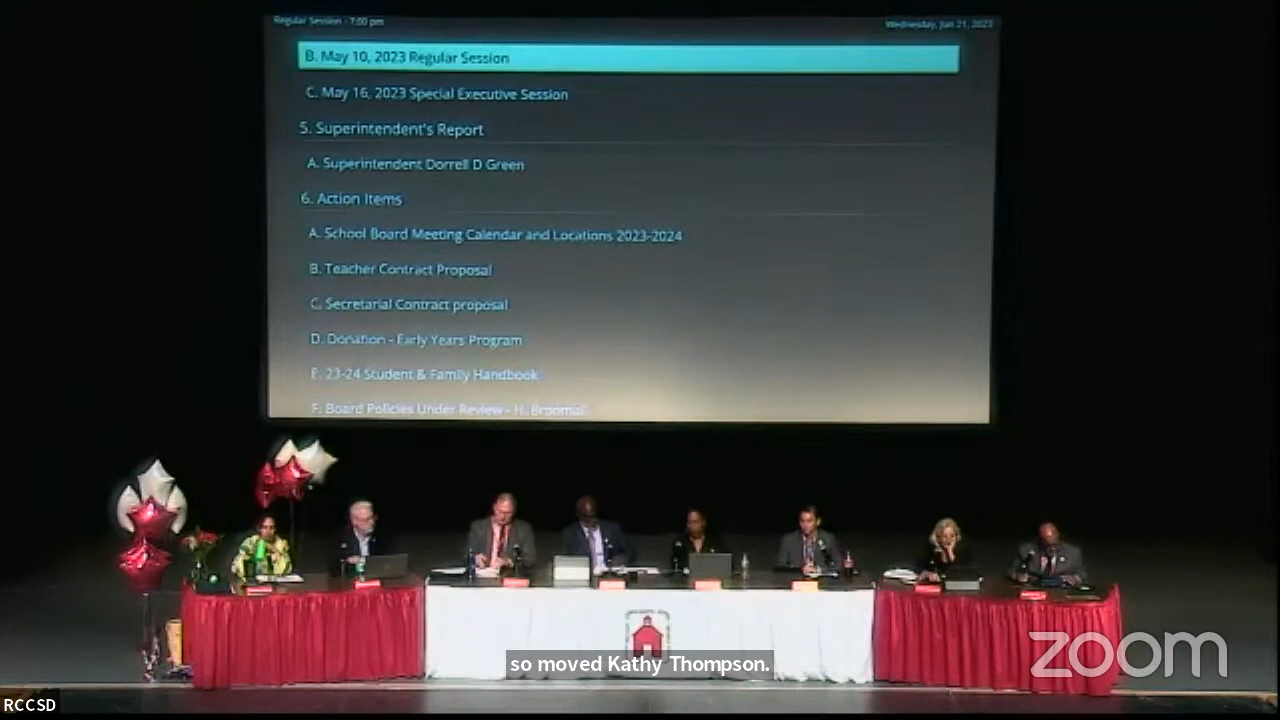 Regular Session - 7:00 pm
Wednesday, Jun 21, 2023
B. May 10, 2023 Regular Session
C. May 16, 2023 Special Executive Session
5. Superintendent's Report
A. Superintendent Dorrell D Green
6. Action Items
A. School Board Meeting Calendar and Locations 2023-2024
B. Teacher Contract Proposal
C. Secretarial Contract proposal
D. Donation - Early Years Program
E. 23-24 Student & Family Handbook
F. Board Policies Under Review - H. Broomall
so moved Kathy Thompson.
zoom
RCCSD